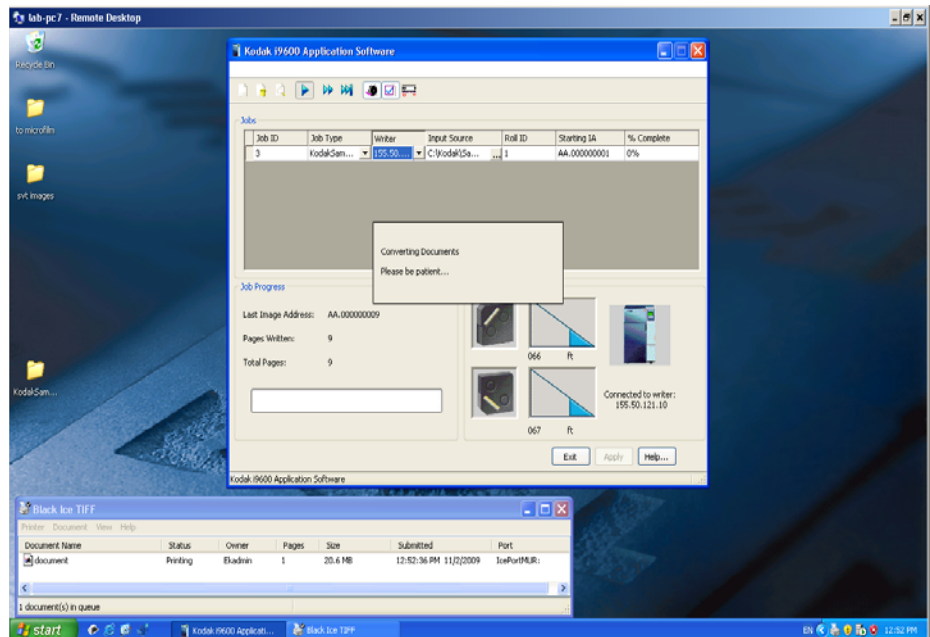 lab-pc7 - Remote Desktop
Recycle Bin
to microfilm
svt images
KodakSam...
Kodak i9600 Application Software
Jobs
Job ID Job Type Writer Input Source Roll ID Starting IA % Complete
3 KodakSam... 155.50.... C:\Kodak\Sa... ... 1 AA.000000001 0%
Converting Documents
Please be patient...
Job Progress
Last Image Address: AA.000000009
Pages Written: 9
Total Pages: 9
066 ft
067 ft
Connected to writer:
155.50.121.10
Exit Apply Help...
Kodak i9600 Application Software
Black Ice TIFF
Printer Document View Help
Document Name Status Owner Pages Size Submitted Port
document Printing Ekadmin 1 20.6 MB 12:52:36 PM 11/2/2009 IcePortMUR:
1 document(s) in queue
start Kodak i9600 Applicati... Black Ice TIFF EN 12:52 PM